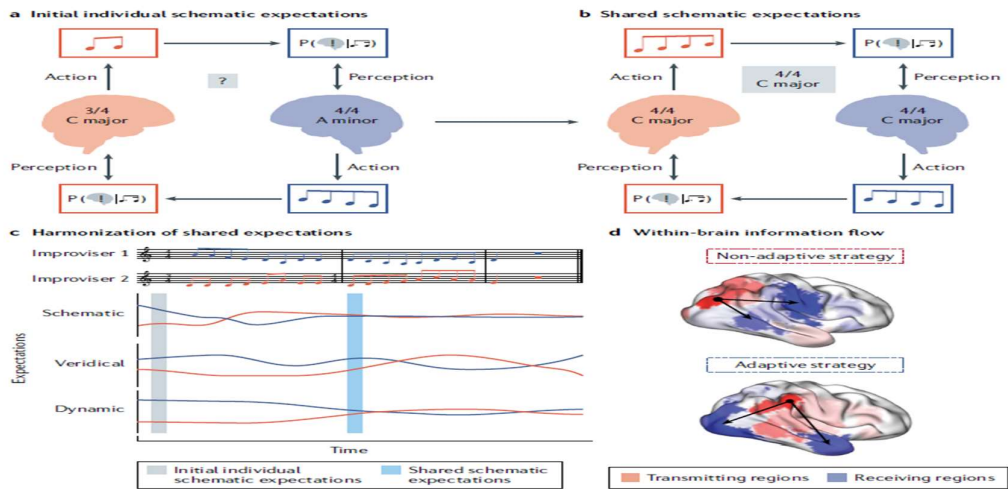 a Initial individual schematic expectations
P( ! | )
Action
?
Perception
3/4
C major
4/4
A minor
Perception
Action
P( ! | )
b Shared schematic expectations
P( ! | )
Action
4/4
C major
Perception
4/4
C major
4/4
C major
Perception
Action
P( ! | )
c Harmonization of shared expectations
Improviser 1
Improviser 2
Expectations
Schematic
Veridical
Dynamic
Time
Initial individual
schematic expectations
Shared schematic
expectations
d Within-brain information flow
Non-adaptive strategy
Adaptive strategy
Transmitting regions
Receiving regions